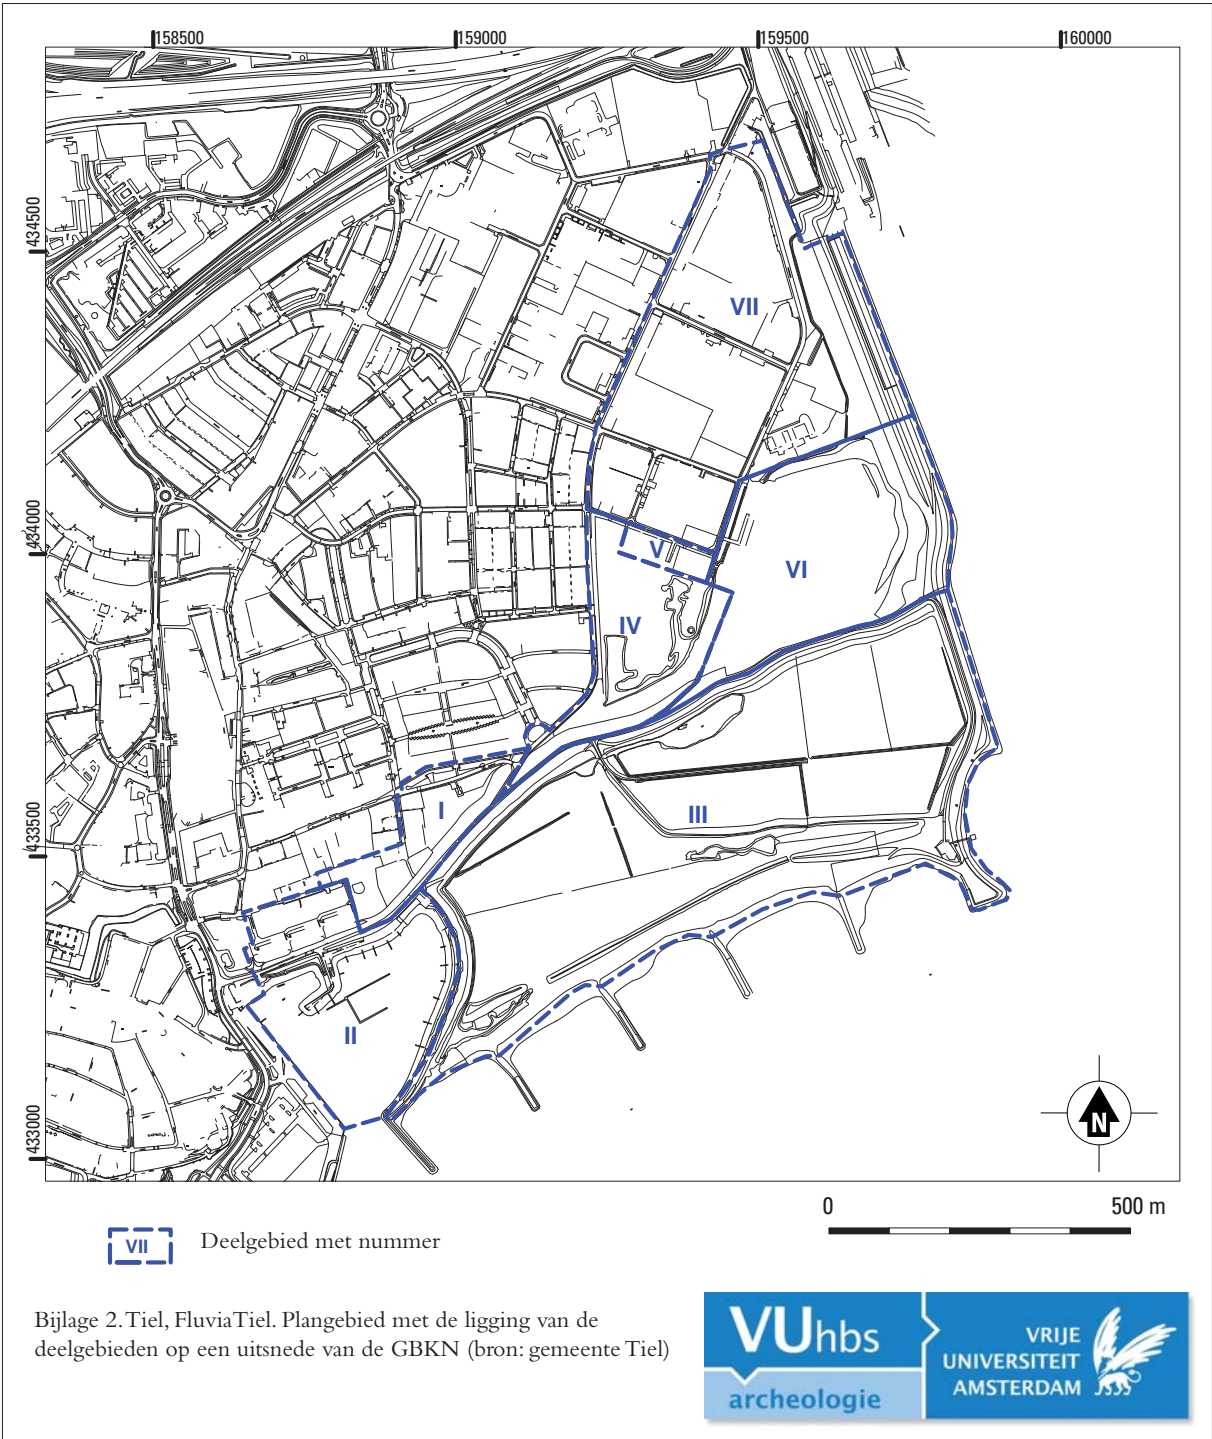 158500
159000
159500
160000
434500
434000
433500
433000
VII
V
VI
IV
I
III
II
N
0
500 m
VII
Deelgebied met nummer
Bijlage 2. Tiel, FluviaTiel. Plangebied met de ligging van de
deelgebieden op een uitsnede van de GBKN (bron: gemeente Tiel)
VUhbs
archeologie
VRIJE
UNIVERSITEIT
AMSTERDAM